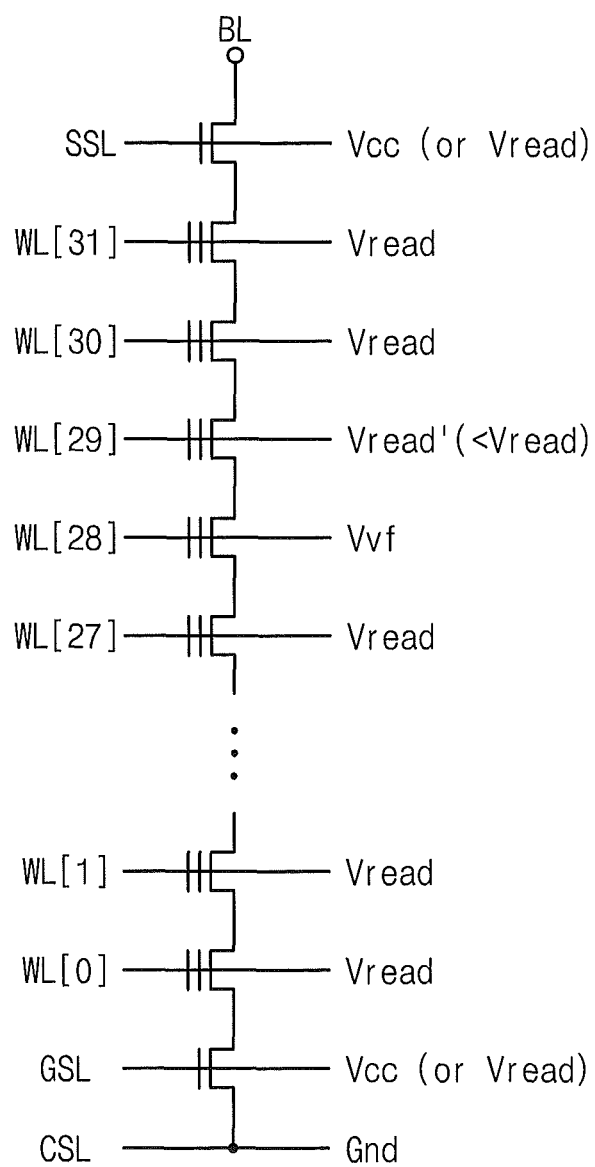 BL
SSL Vcc (or Vread)
WL[31] Vread
WL[30] Vread
WL[29] Vread'(<Vread)
WL[28] Vvf
WL[27] Vread
WL[1] Vread
WL[0] Vread
GSL Vcc (or Vread)
CSL Gnd